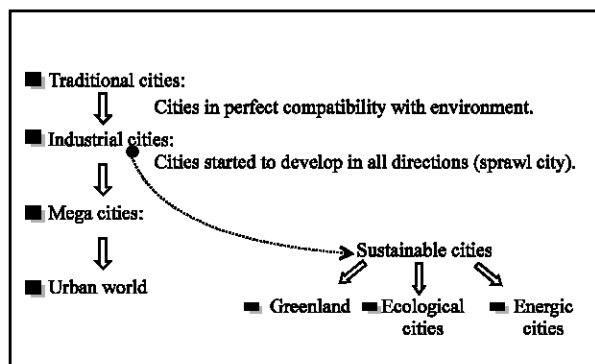 Traditional cities:
Cities in perfect compatibility with environment.
Industrial cities:
Cities started to develop in all directions (sprawl city).
Mega cities:
Sustainable cities
Urban world
Greenland
Ecological
cities
Energic
cities